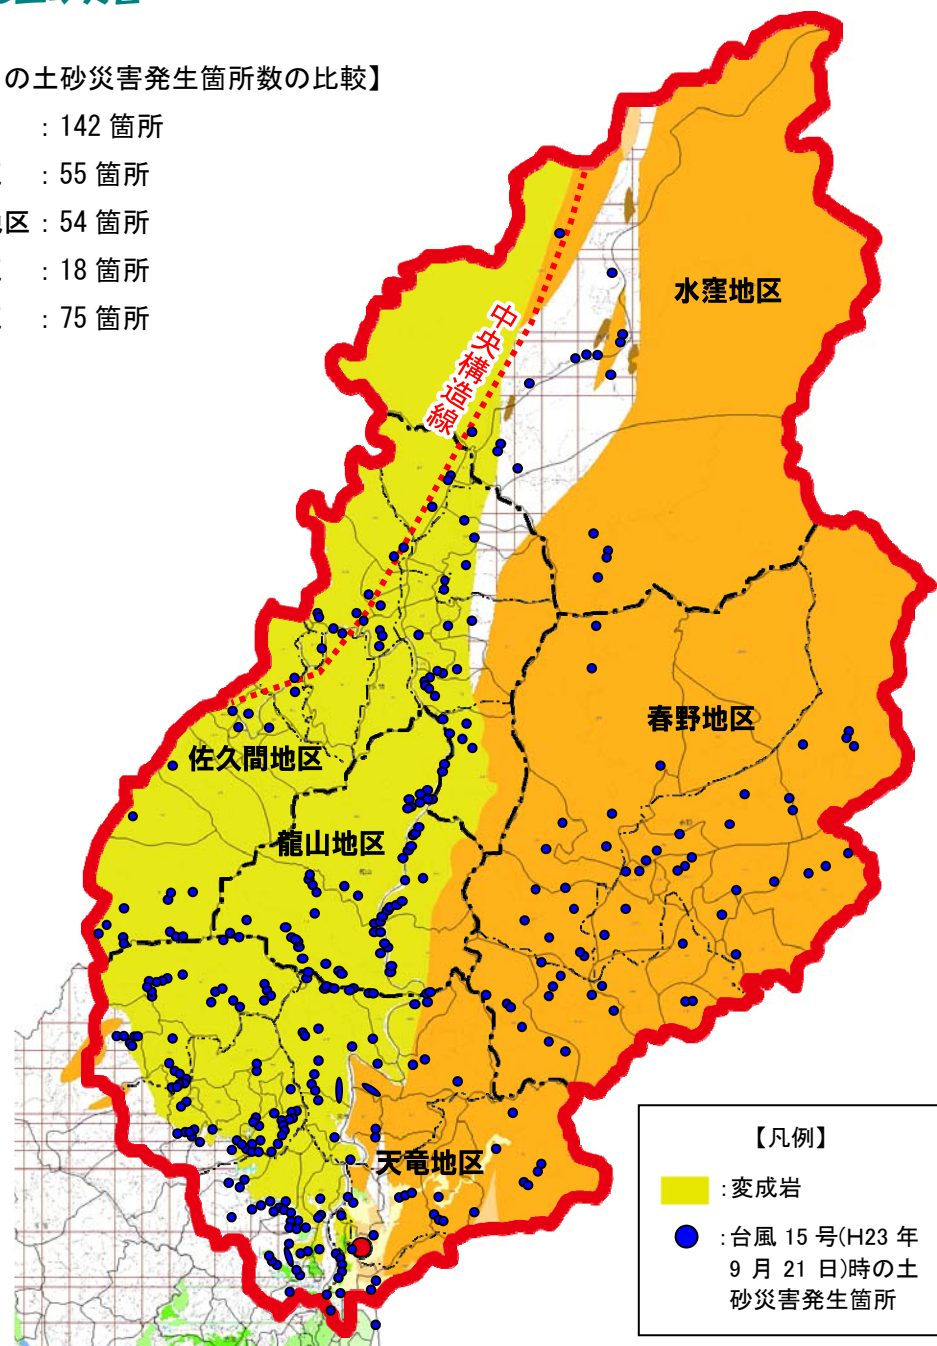 の土砂災害発生箇所数の比較】
：142 箇所
：55 箇所
区：54 箇所
：18 箇所
：75 箇所
水窪地区
中央構造線
春野地区
佐久間地区
龍山地区
天竜地区
【凡例】
：変成岩
：台風 15 号(H23 年
9 月 21 日)時の土
砂災害発生箇所